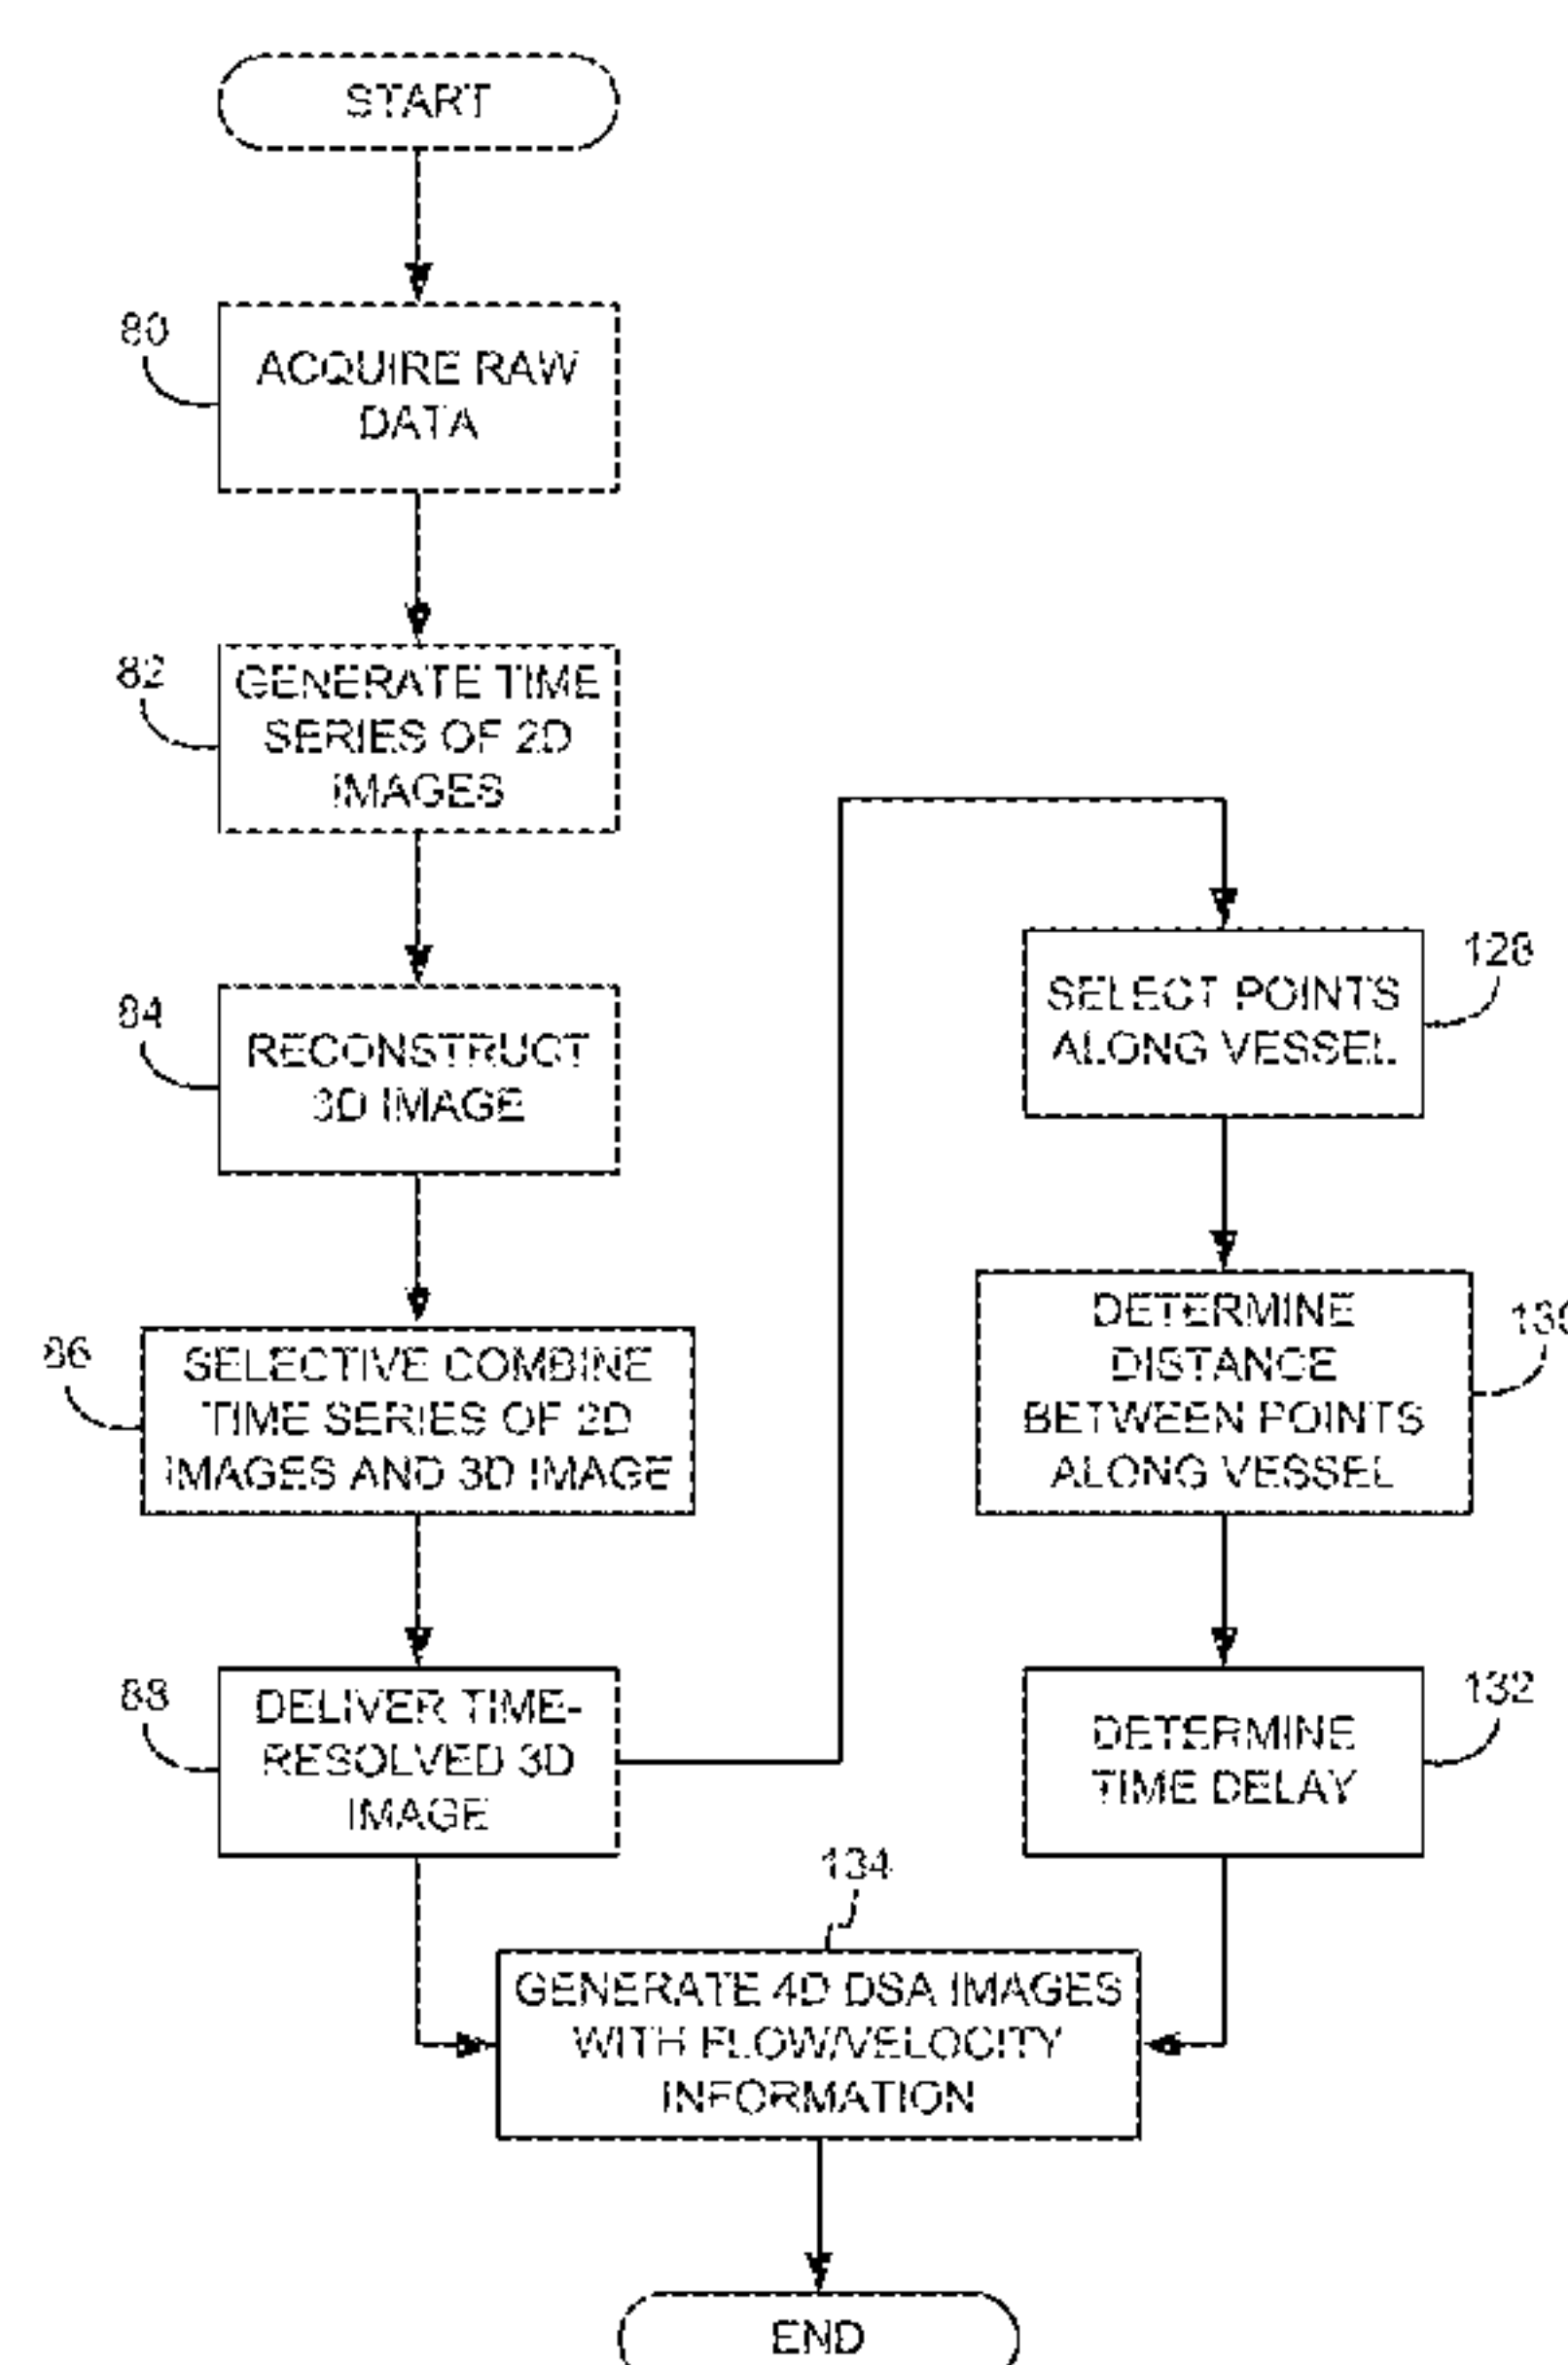 START
80
ACQUIRE RAW
DATA
82
GENERATE TIME
SERIES OF 2D
IMAGES
84
RECONSTRUCT
3D IMAGE
86
SELECTIVE COMBINE
TIME SERIES OF 2D
IMAGES AND 3D IMAGE
88
DELIVER TIME-
RESOLVED 3D
IMAGE
128
SELECT POINTS
ALONG VESSEL
130
DETERMINE
DISTANCE
BETWEEN POINTS
ALONG VESSEL
132
DETERMINE
TIME DELAY
134
GENERATE 4D DSA IMAGES
WITH FLOW/VELOCITY
INFORMATION
END